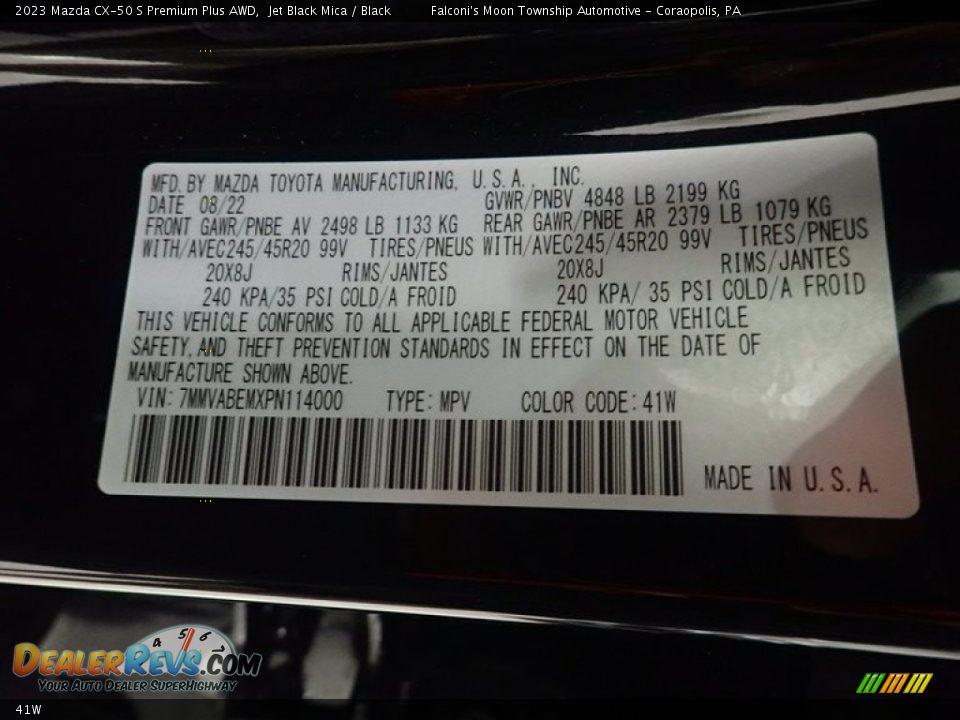 2023 Mazda CX-50 S Premium Plus AWD, Jet Black Mica / Black Falconi's Moon Township Automotive - Coraopolis, PA
MFD. BY MAZDA TOYOTA MANUFACTURING, U.S.A., INC.
DATE 08/22 GVWR/PNBV 4848 LB 2199 KG
FRONT GAWR/PNBE AV 2498 LB 1133 KG REAR GAWR/PNBE AR 2379 LB 1079 KG
WITH/AVEC245/45R20 99V TIRES/PNEUS WITH/AVEC245/45R20 99V TIRES/PNEUS
20X8J RIMS/JANTES 20X8J RIMS/JANTES
240 KPA/35 PSI COLD/A FROID 240 KPA/ 35 PSI COLD/A FROID
THIS VEHICLE CONFORMS TO ALL APPLICABLE FEDERAL MOTOR VEHICLE
SAFETY, AND THEFT PREVENTION STANDARDS IN EFFECT ON THE DATE OF
MANUFACTURE SHOWN ABOVE.
VIN: 7MMVABEMXPN114000 TYPE: MPV COLOR CODE: 41W
MADE IN U.S.A.
4 5 6
DEALERREVS.COM
YOUR AUTO DEALER SUPERHIGHWAY
41W